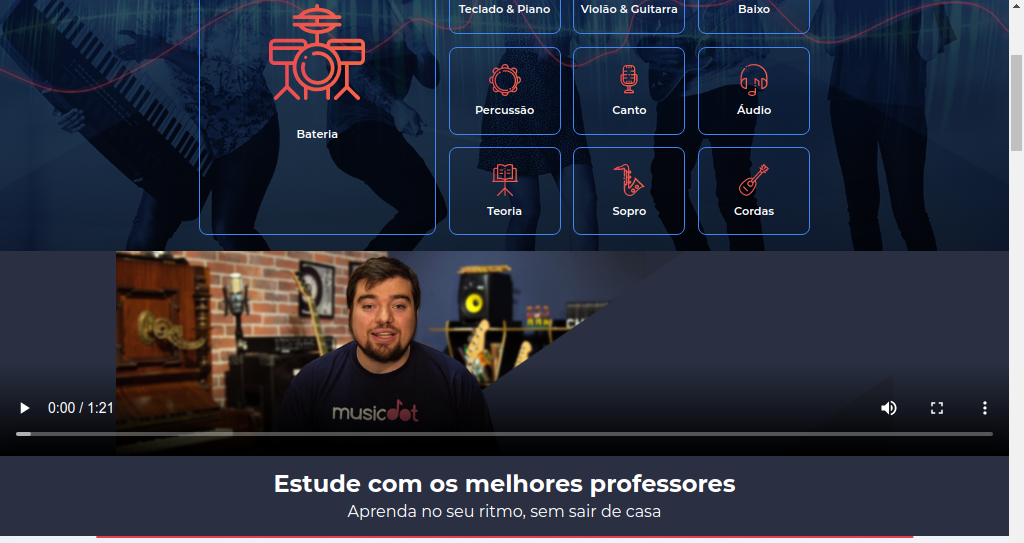 Teclado & Piano
Violão & Guitarra
Baixo
Bateria
Percussão
Canto
Áudio
Teoria
Sopro
Cordas
musicdot
0:00 / 1:21
Estude com os melhores professores
Aprenda no seu ritmo, sem sair de casa